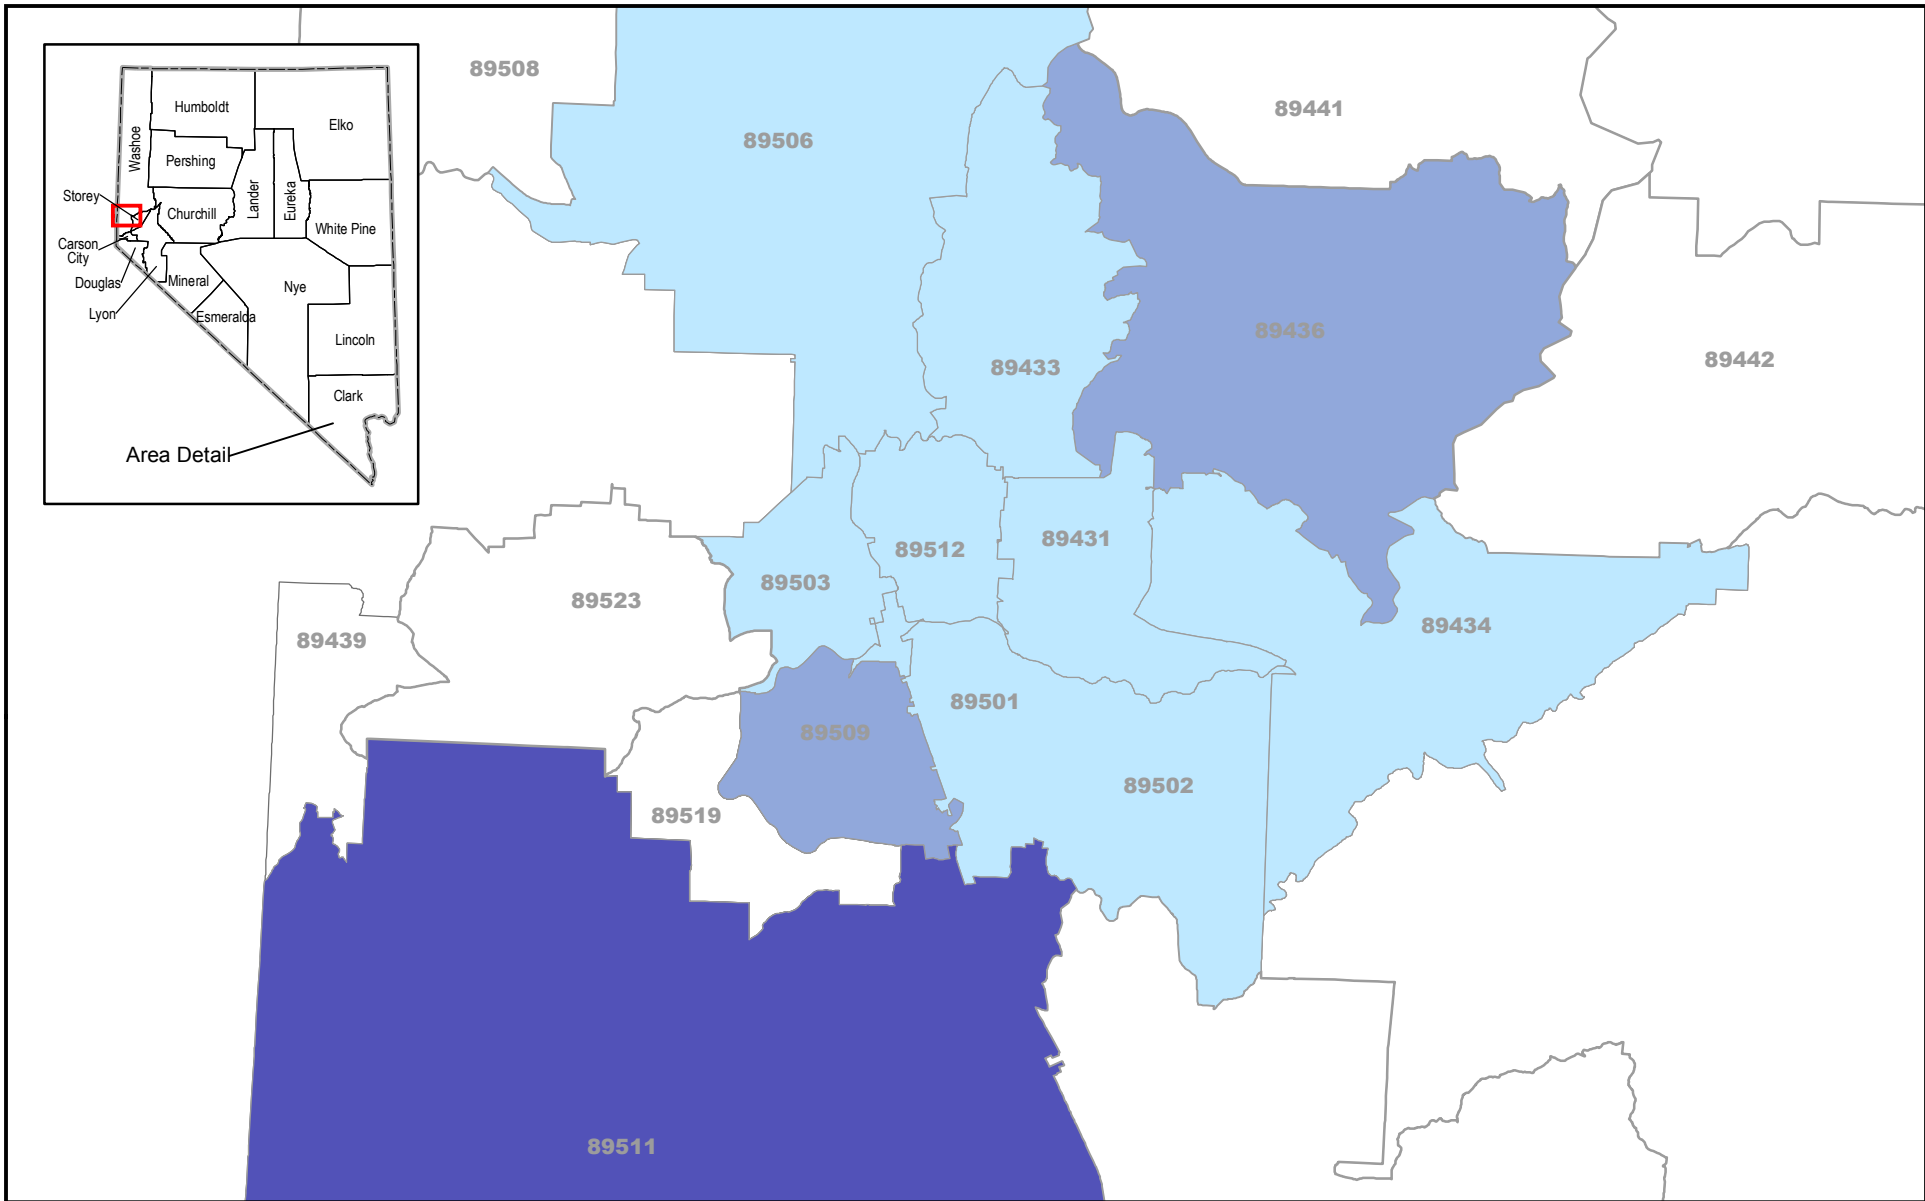 Humboldt
Elko
Washoe
Pershing
Lander
Eureka
Storey
Churchill
White Pine
Carson
City
Douglas
Mineral
Nye
Lyon
Esmeralda
Lincoln
Clark
Area Detail
89508
89506
89441
89436
89442
89433
89431
89512
89503
89523
89439
89434
89501
89509
89502
89519
89511